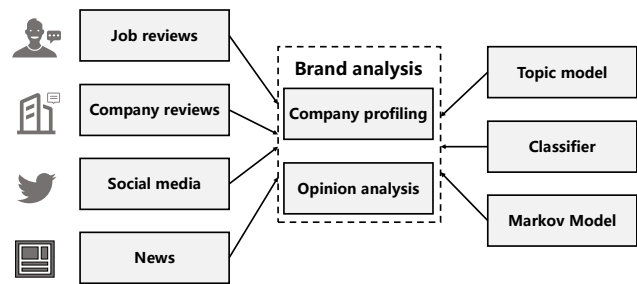 Job reviews
Company reviews
Social media
News
Brand analysis
Company profiling
Opinion analysis
Topic model
Classifier
Markov Model